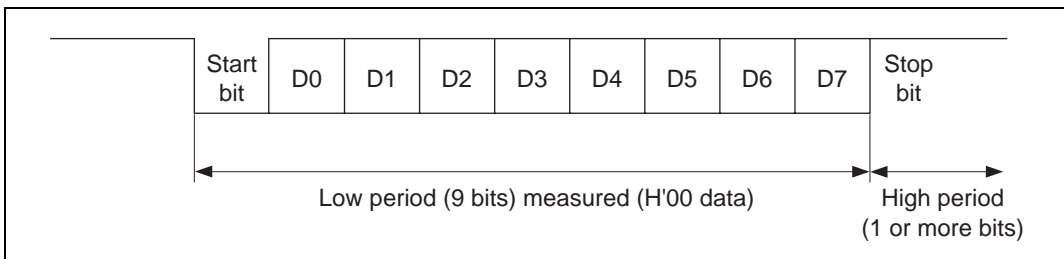 Start
bit
D0
D1
D2
D3
D4
D5
D6
D7
Stop
bit
Low period (9 bits) measured (H'00 data)
High period
(1 or more bits)